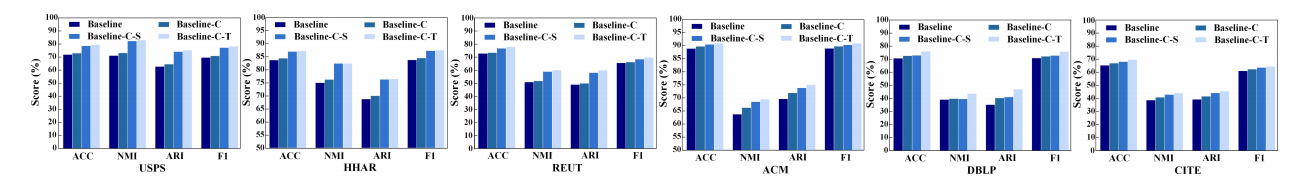 Score (%)
100
90
80
70
60
50
40
30
20
10
0
Baseline
Baseline-C
Baseline-C-S
Baseline-C-T
ACC NMI ARI F1
USPS
Score (%)
100
95
90
85
80
75
70
65
60
55
50
Baseline
Baseline-C
Baseline-C-S
Baseline-C-T
ACC NMI ARI F1
HHAR
Score (%)
100
90
80
70
60
50
40
30
20
10
0
Baseline
Baseline-C
Baseline-C-S
Baseline-C-T
ACC NMI ARI F1
REUT
Score (%)
100
95
90
85
80
75
70
65
60
55
50
Baseline
Baseline-C
Baseline-C-S
Baseline-C-T
ACC NMI ARI F1
ACM
Score (%)
100
90
80
70
60
50
40
30
20
10
0
Baseline
Baseline-C
Baseline-C-S
Baseline-C-T
ACC NMI ARI F1
DBLP
Score (%)
100
90
80
70
60
50
40
30
20
10
0
Baseline
Baseline-C
Baseline-C-S
Baseline-C-T
ACC NMI ARI F1
CITE